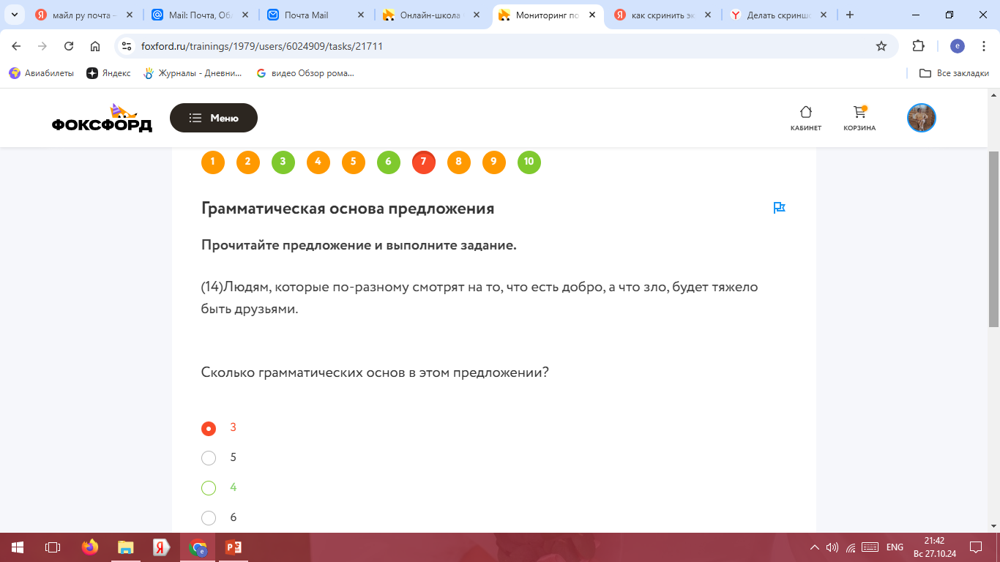 майл ру почта –
Mail: Почта, Обл
Почта Mail
Онлайн-школа
Мониторинг по
как скринить эк
Делать скриншо
foxford.ru/trainings/1979/users/6024909/tasks/21711
e
Авиабилеты
Яндекс
Журналы - Дневни...
видео Обзор рома...
Все закладки
ФОКСФОРД
Меню
КАБИНЕТ
КОРЗИНА
1 2 3 4 5 6 7 8 9 10
Грамматическая основа предложения
Прочитайте предложение и выполните задание.
(14)Людям, которые по-разному смотрят на то, что есть добро, а что зло, будет тяжело
быть друзьями.
Сколько грамматических основ в этом предложении?
3
5
4
6
ENG
21:42
Вс 27.10.24